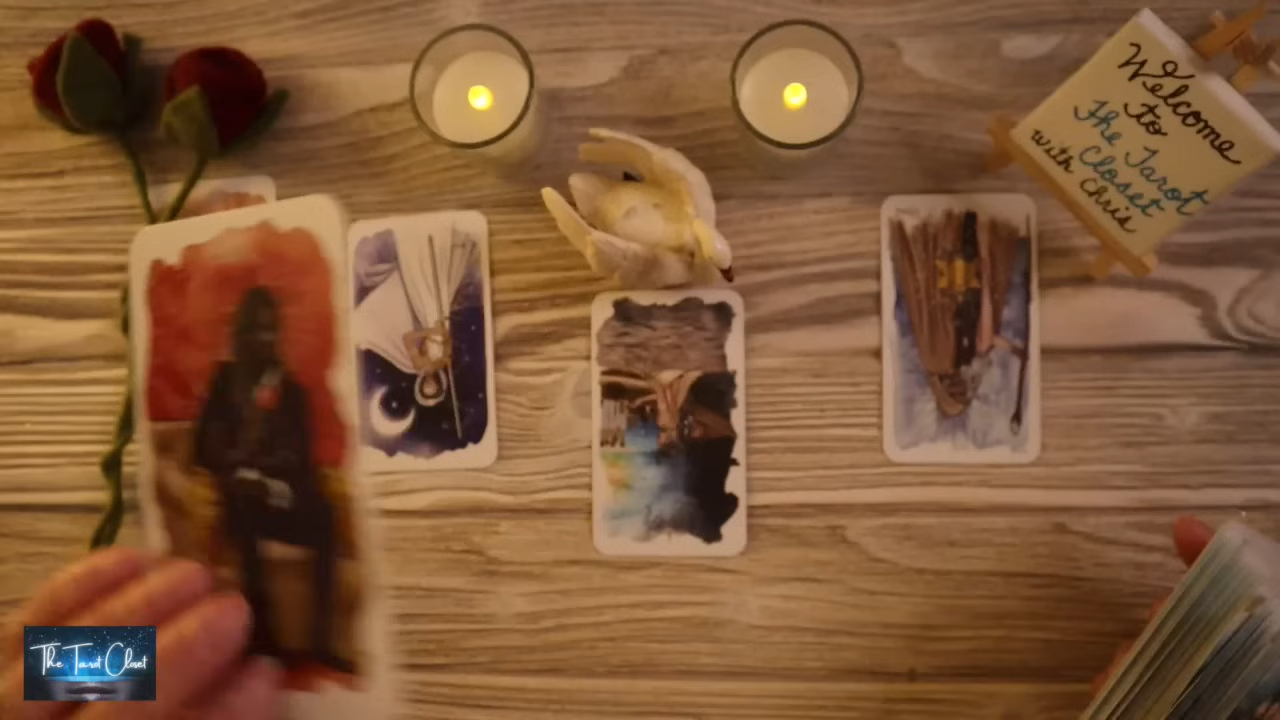 Welcome
to
The Tarot
Closet
with Chris
The Tarot Closet